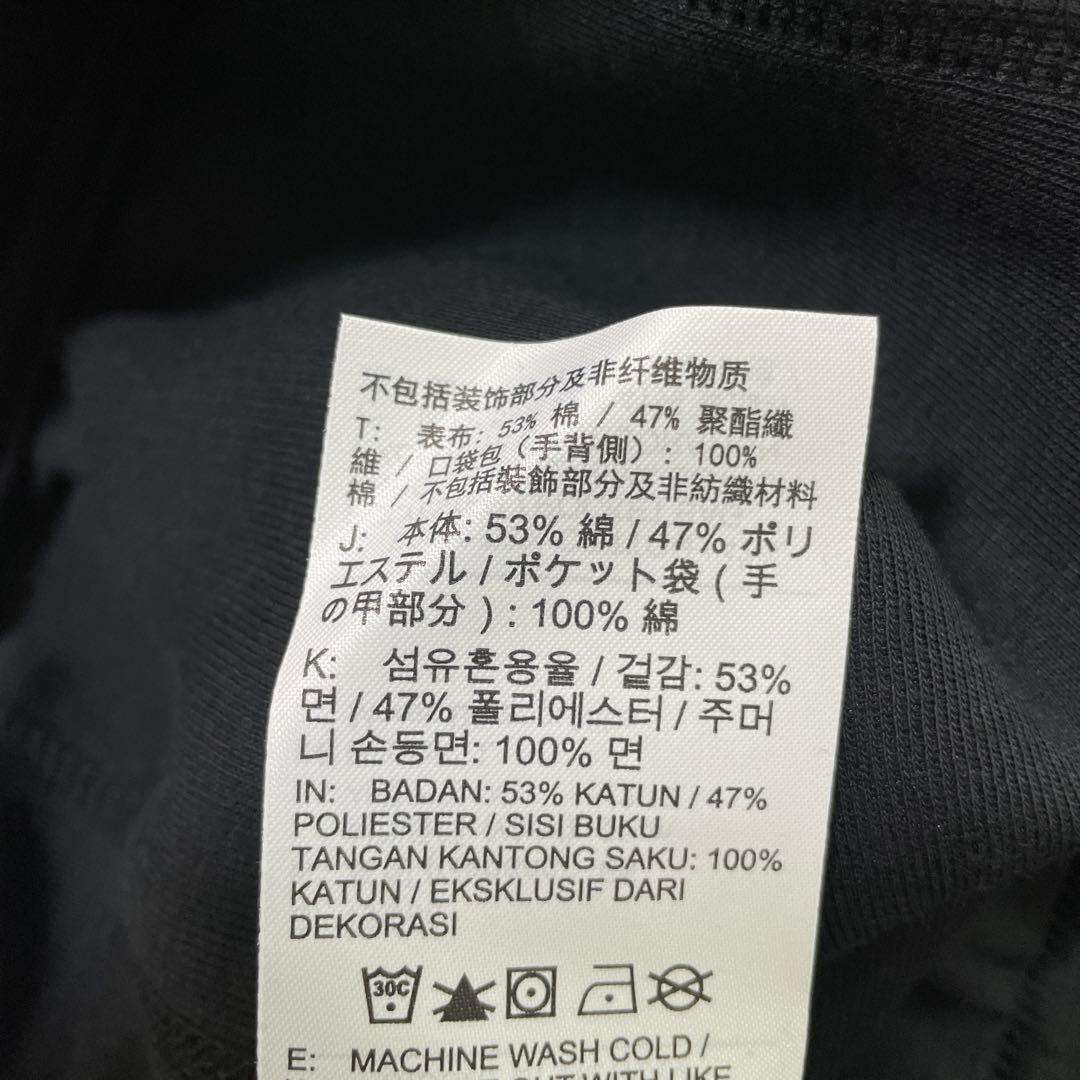 不包括装饰部分及非纤维物质
T: 表布: 53% 棉 / 47% 聚酯纖
維 / 口袋包 (手背側) : 100%
棉 / 不包括裝飾部分及非紡織材料
J: 本体: 53% 綿 / 47% ポリ
エステル / ポケット袋 ( 手
の甲部分 ) : 100% 綿
K: 섬유혼용율 / 겉감: 53%
면 / 47% 폴리에스터 / 주머
니 손등면: 100% 면
IN: BADAN: 53% KATUN / 47%
POLIESTER / SISI BUKU
TANGAN KANTONG SAKU: 100%
KATUN / EKSKLUSIF DARI
DEKORASI
30C
E: MACHINE WASH COLD /
WITH LIKE